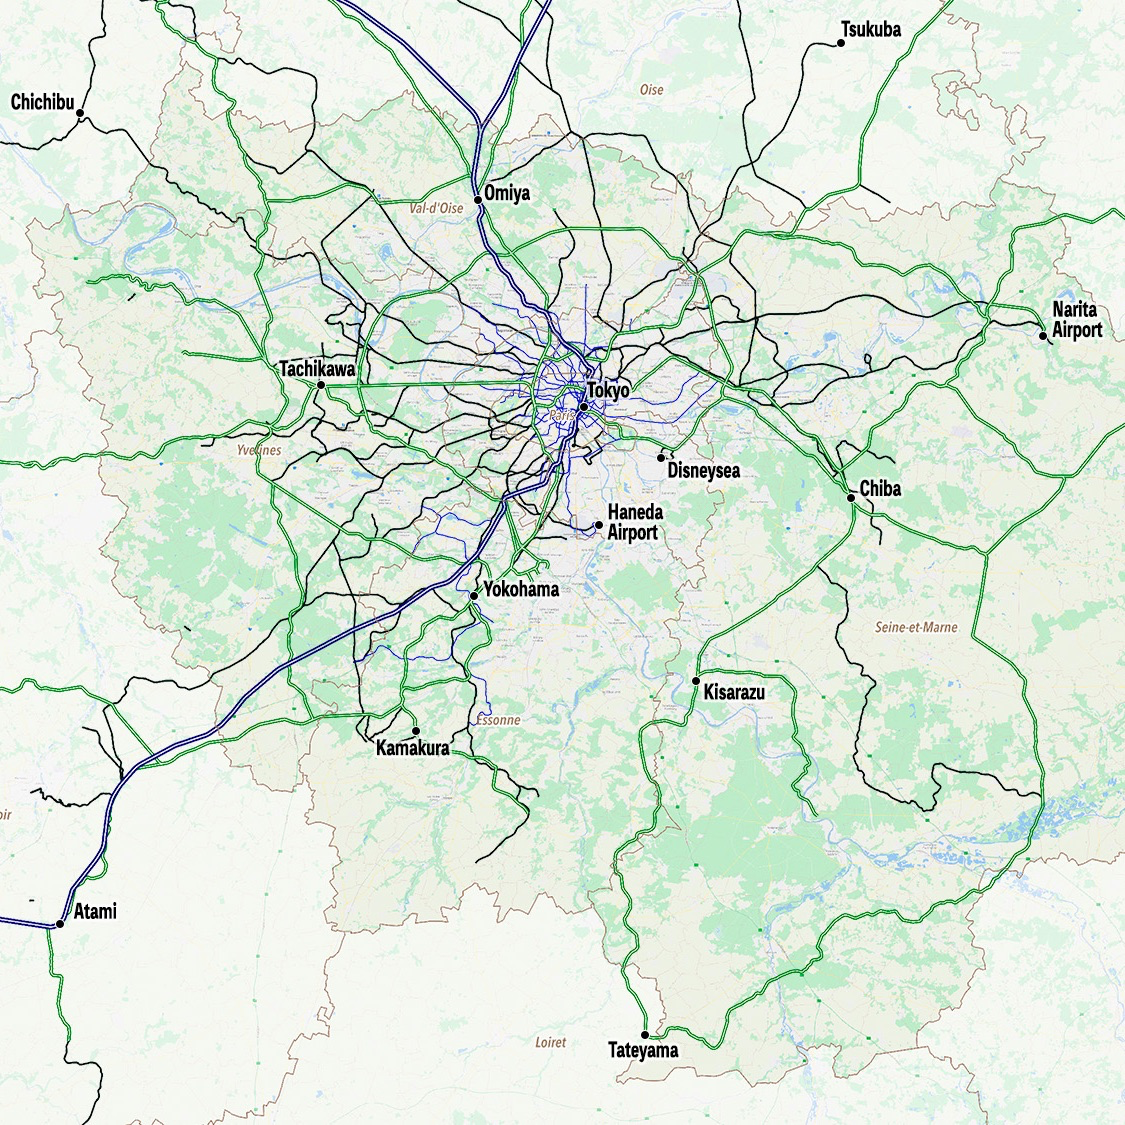 Tsukuba
Oise
Chichibu
Omiya
Val-d'Oise
Narita
Airport
Tachikawa
Tokyo
Paris
Yvelines
Disneysea
Chiba
Haneda
Airport
Yokohama
Seine-et-Marne
Kisarazu
Essonne
Kamakura
oir
Atami
Loiret
Tateyama